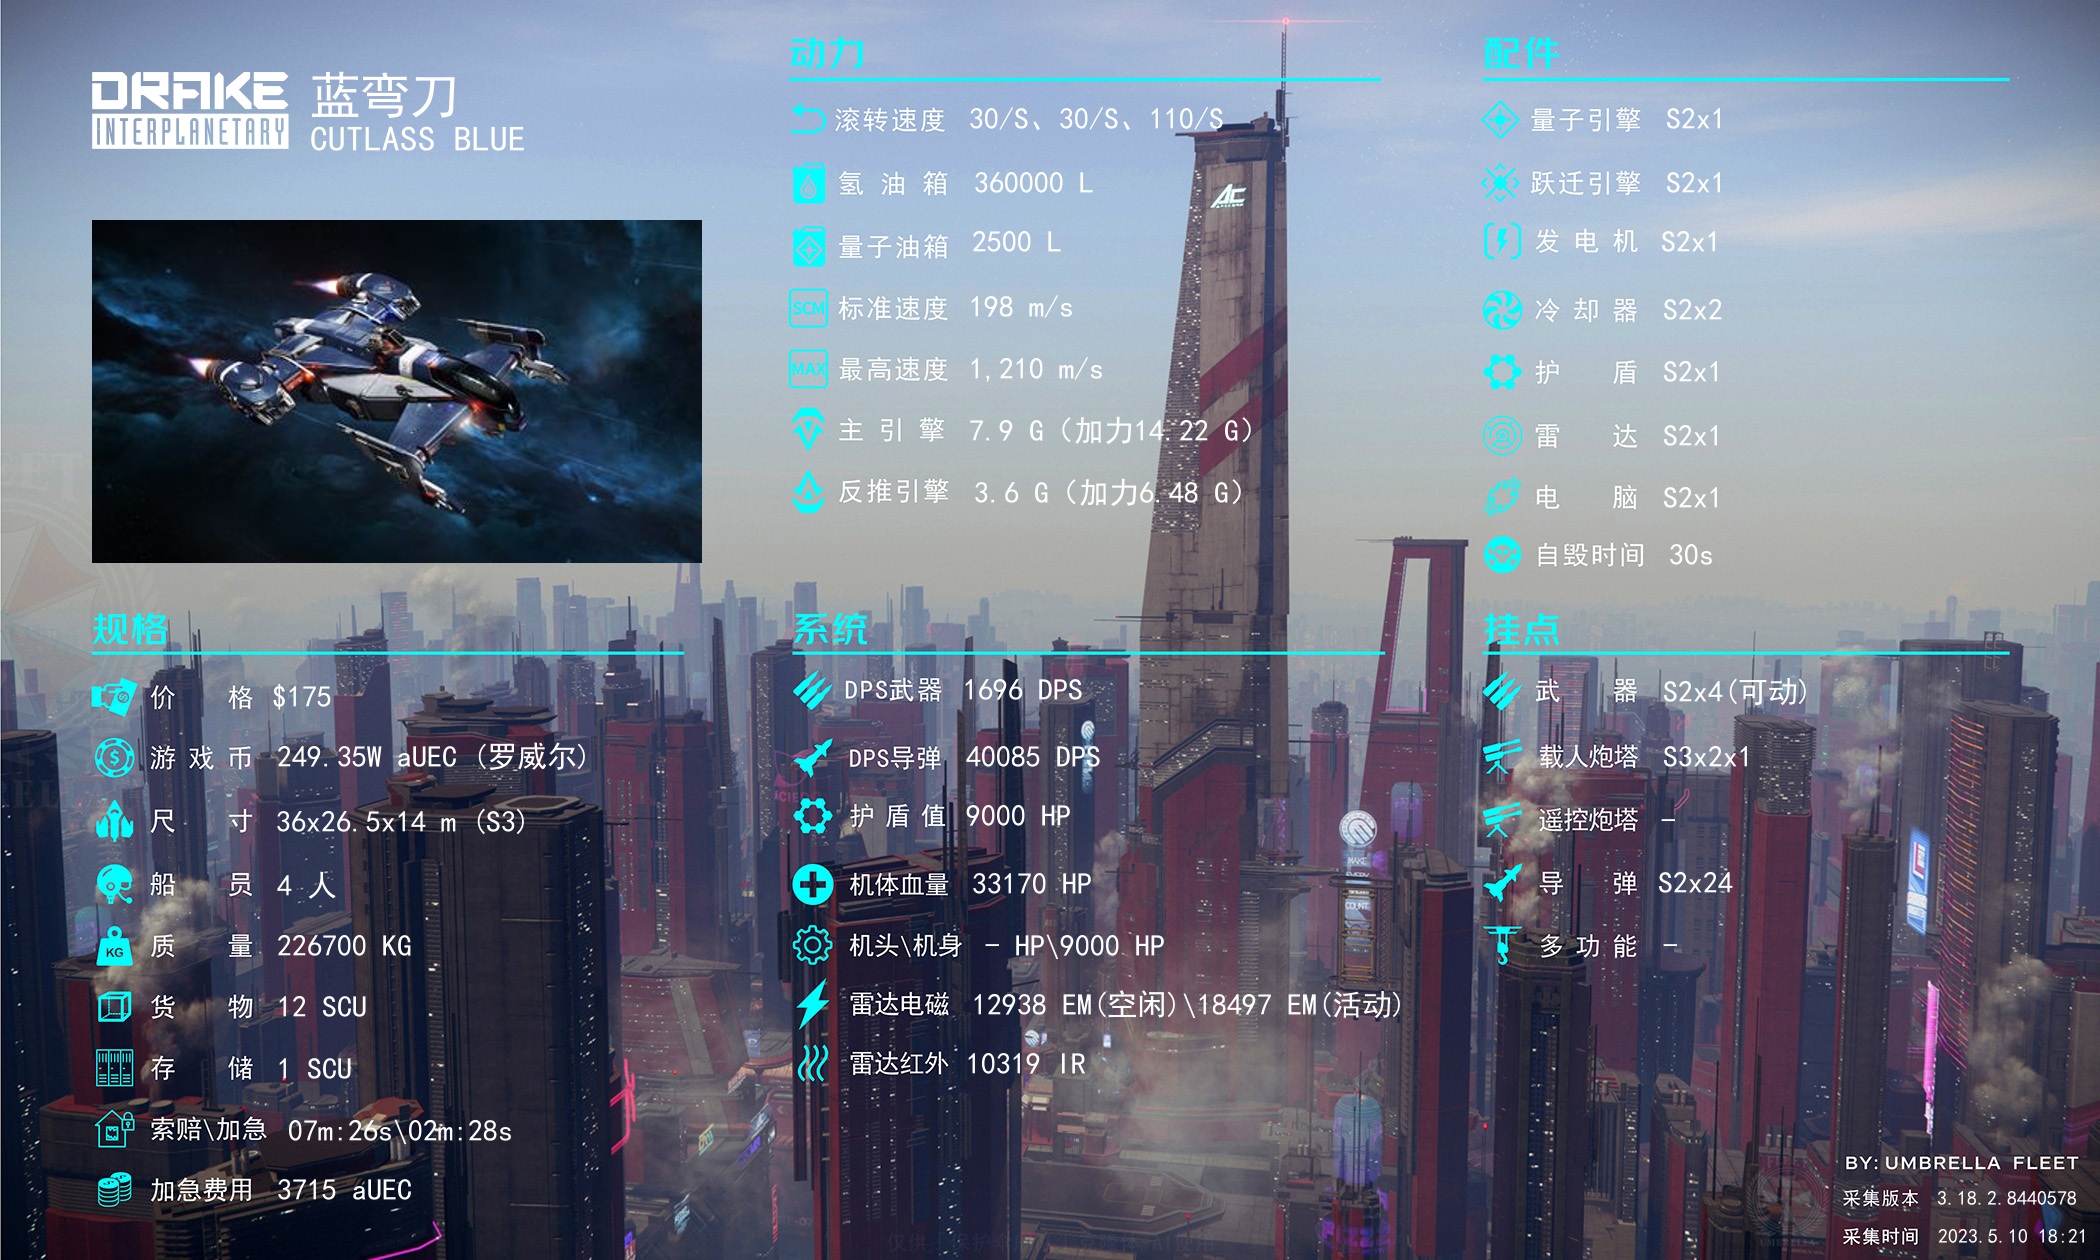 DRAKE
INTERPLANETARY
蓝弯刀
CUTLASS BLUE
动力
滚转速度 30/S、30/S、110/S
氢油箱 360000 L
量子油箱 2500 L
SCM 标准速度 198 m/s
MAX 最高速度 1,210 m/s
主引擎 7.9 G（加力14.22 G）
反推引擎 3.6 G（加力6.48 G）
配件
量子引擎 S2x1
跃迁引擎 S2x1
发电机 S2x1
冷却器 S2x2
护盾 S2x1
雷达 S2x1
电脑 S2x1
自毁时间 30s
规格
价格 $175
游戏币 249.35W aUEC (罗威尔)
尺寸 36x26.5x14 m (S3)
船员 4 人
KG 质量 226700 KG
货物 12 SCU
存储 1 SCU
索赔\加急 07m:26s\02m:28s
加急费用 3715 aUEC
系统
DPS武器 1696 DPS
DPS导弹 40085 DPS
护盾值 9000 HP
机体血量 33170 HP
机头\机身 － HP\9000 HP
雷达电磁 12938 EM(空闲)\18497 EM(活动)
雷达红外 10319 IR
挂点
武器 S2x4(可动)
载人炮塔 S3x2x1
遥控炮塔 －
导弹 S2x24
多功能 －
AC
MAKE
EVERY
COUNT
BY: UMBRELLA FLEET
采集版本 3.18.2.8440578
采集时间 2023.5.10 18:21